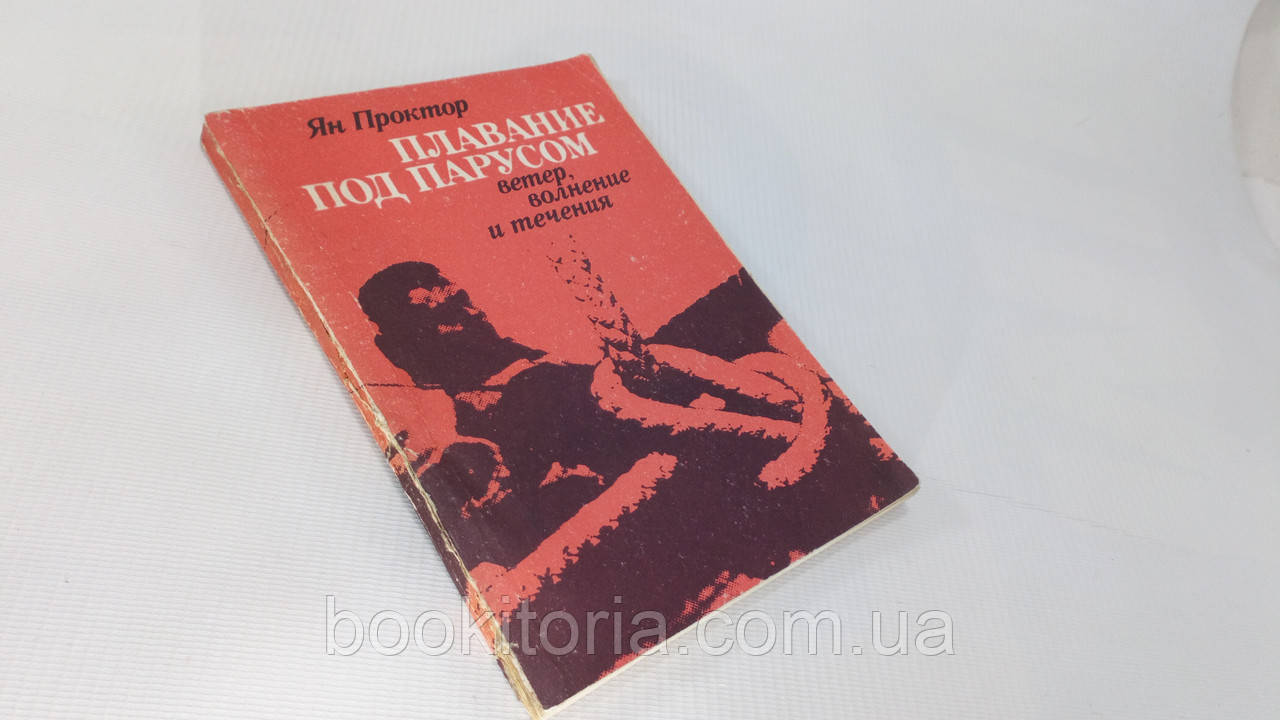 Ян Проктор
ПЛАВАНИЕ
ПОД ПАРУСОМ
ветер,
волнение
и течения
bookitoria.com.ua